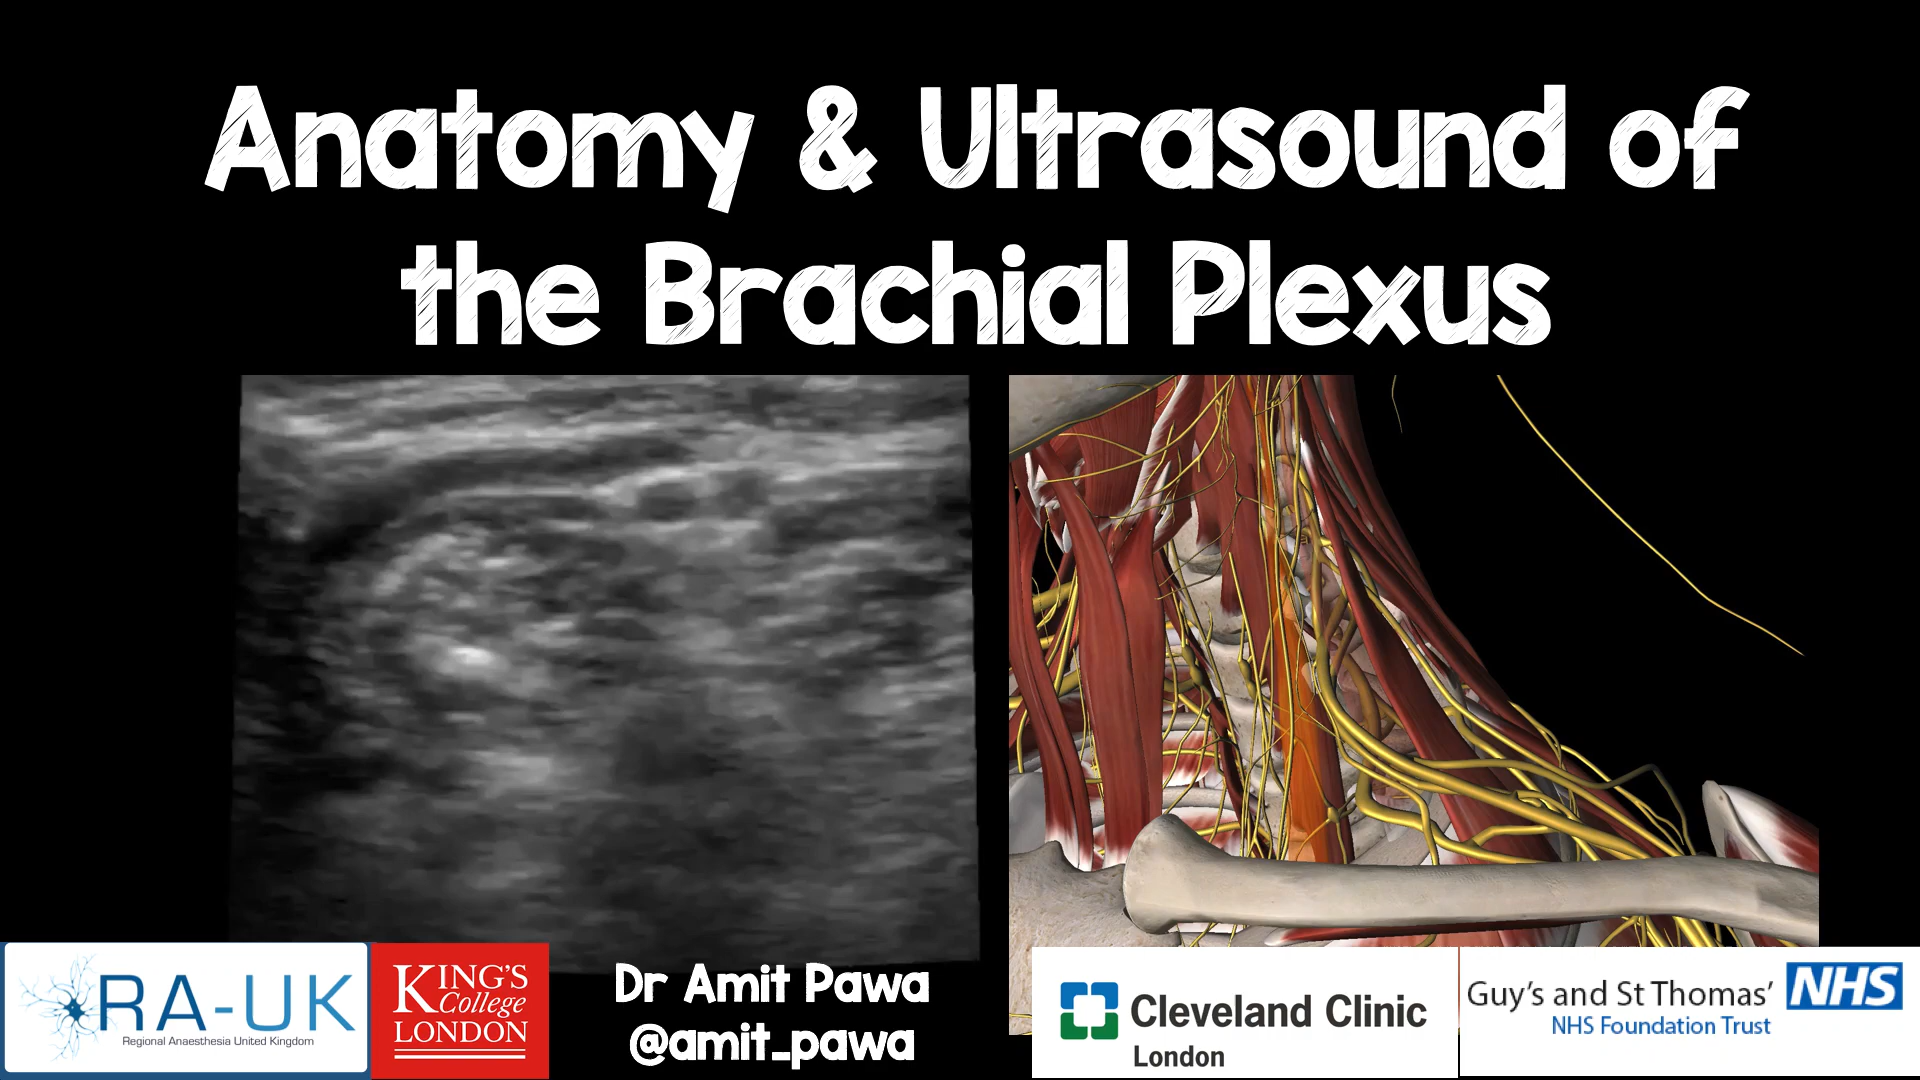 Anatomy & Ultrasound of
the Brachial Plexus
RA-UK
Regional Anaesthesia United Kingdom
KING'S
College
LONDON
Dr Amit Pawa
@amit_pawa
Cleveland Clinic
London
Guy's and St Thomas' NHS
NHS Foundation Trust